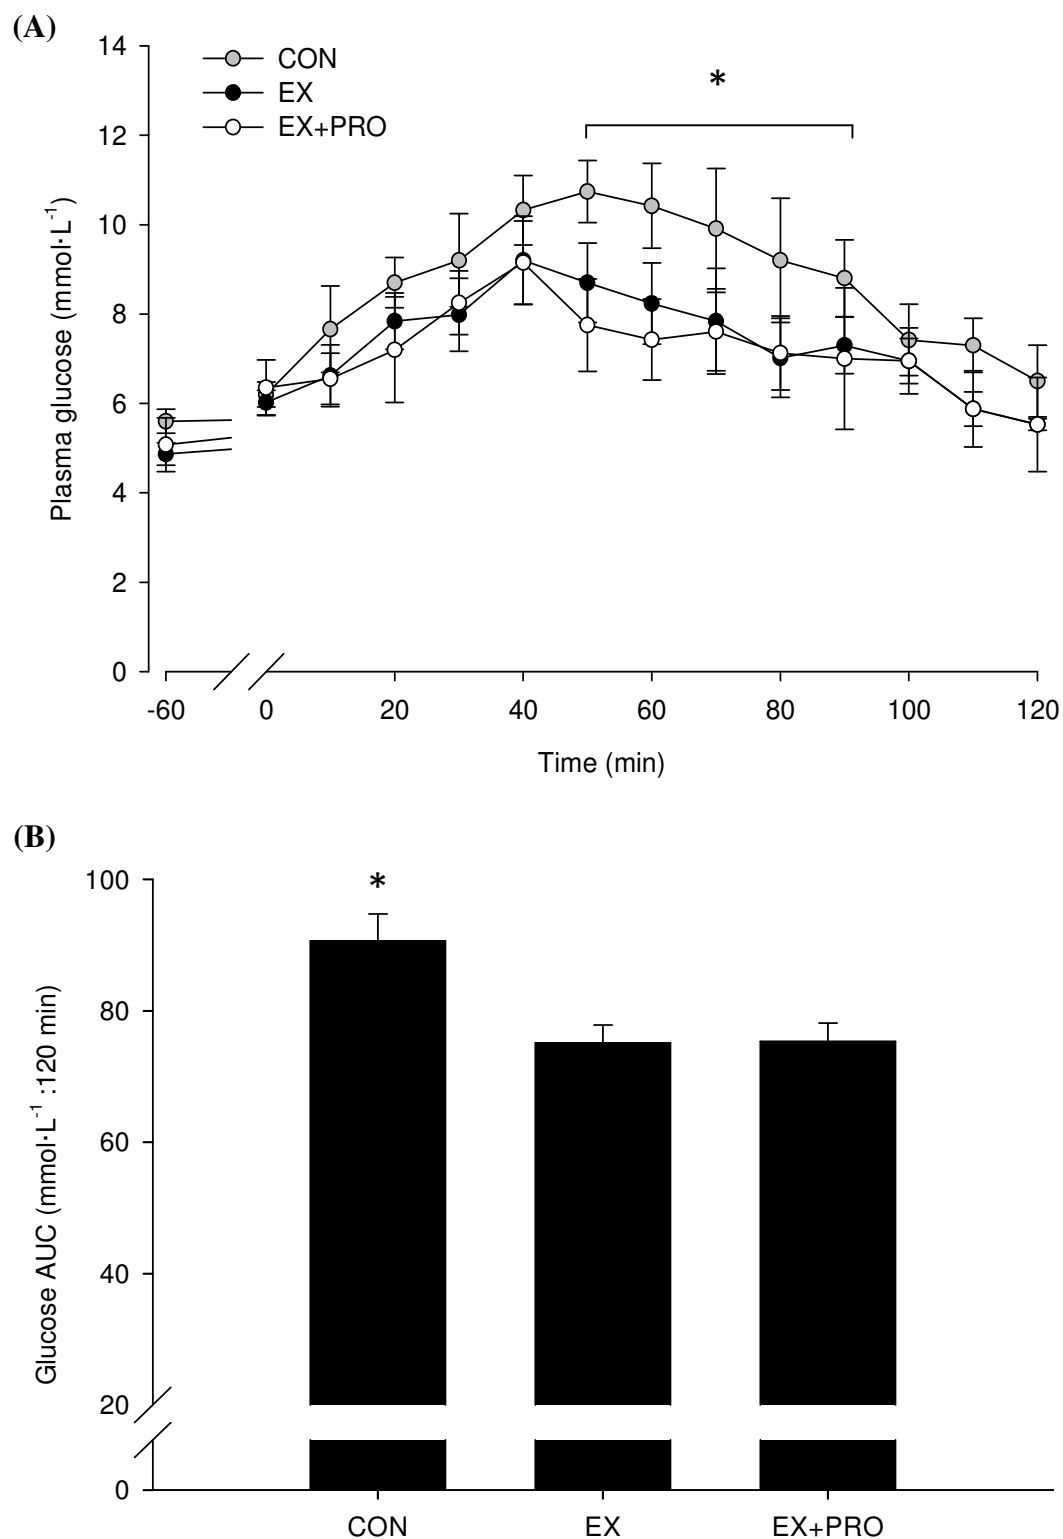 (A)
14
12
10
8
6
4
2
0
Plasma glucose (mmol·L⁻¹)
CON
EX
EX+PRO
*
-60 0 20 40 60 80 100 120
Time (min)
(B)
100
80
60
40
20
0
Glucose AUC (mmol·L⁻¹ :120 min)
*
CON EX EX+PRO